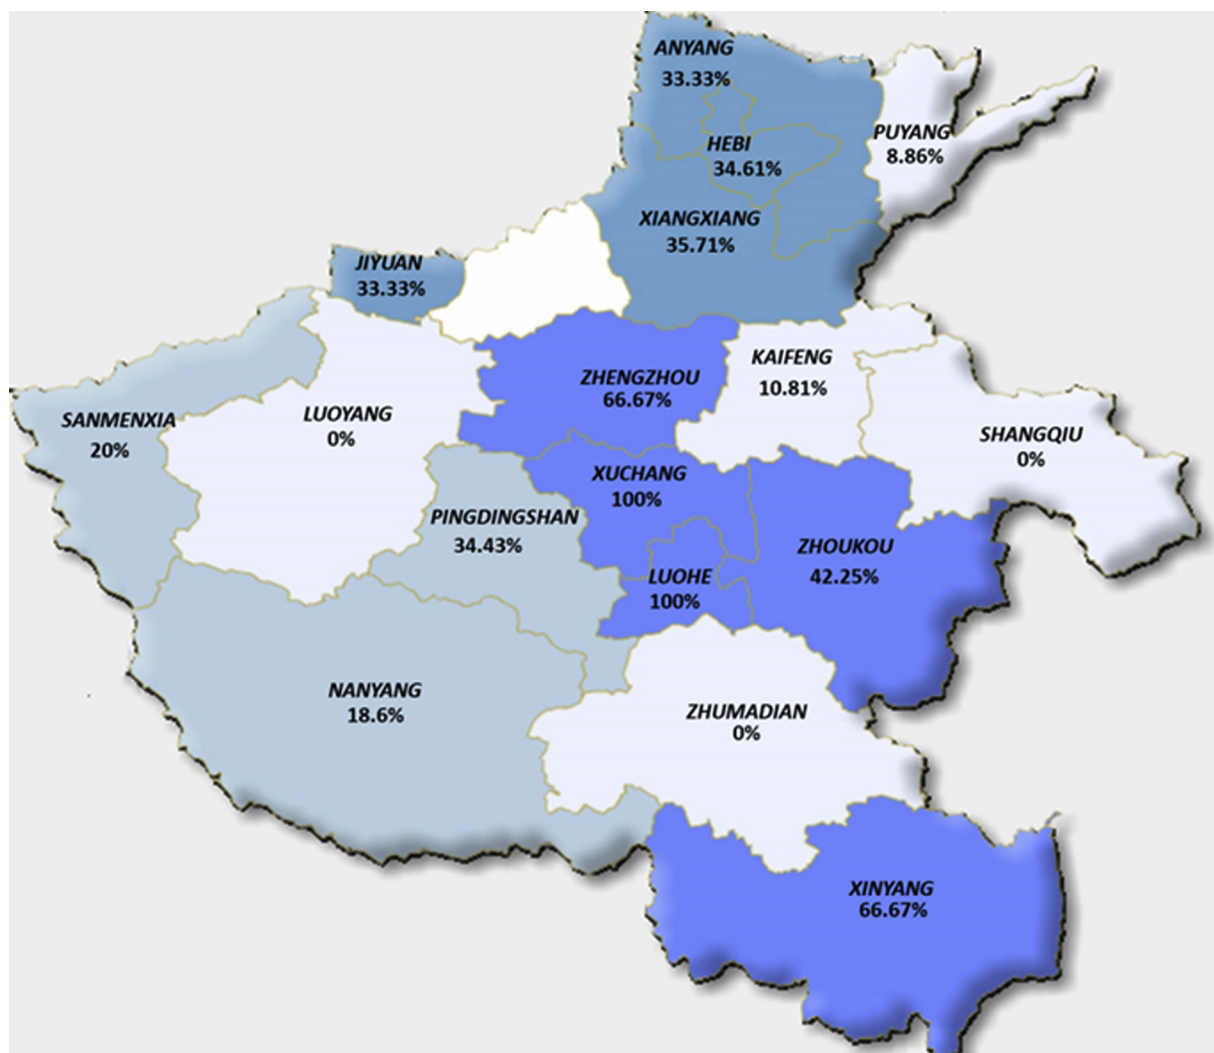 ANYANG
33.33%
PUYANG
8.86%
HEBI
34.61%
XIANGXIANG
35.71%
JIYUAN
33.33%
KAIFENG
10.81%
ZHENGZHOU
66.67%
SANMENXIA
20%
LUOYANG
0%
SHANGQIU
0%
XUCHANG
100%
PINGDINGSHAN
34.43%
ZHOUKOU
42.25%
LUOHE
100%
NANYANG
18.6%
ZHUMADIAN
0%
XINYANG
66.67%